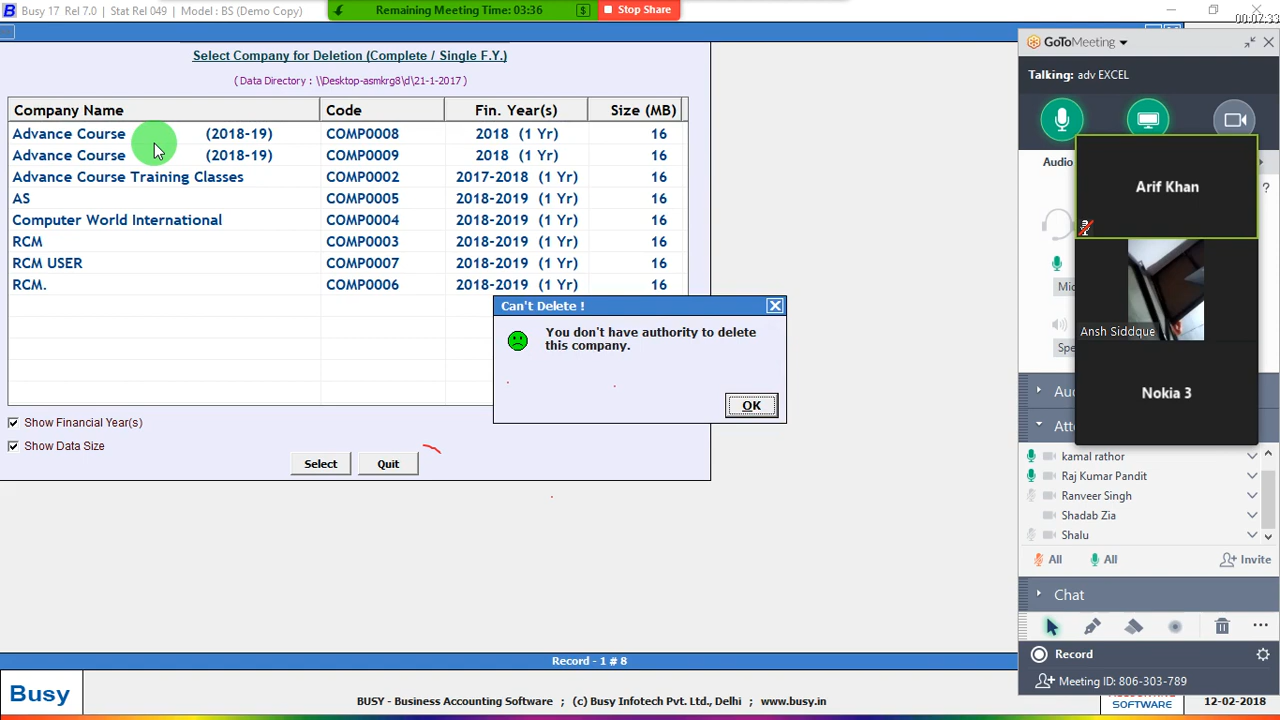 Busy 17 Rel 7.0 | Stat Rel 049 | Model : BS (Demo Copy)
Remaining Meeting Time: 03:36
$
Stop Share
00:07:33
Select Company for Deletion (Complete / Single F.Y.)
( Data Directory : \\Desktop-asmkrg8\d\21-1-2017 )
Company Name Code Fin. Year(s) Size (MB)
Advance Course (2018-19) COMP0008 2018 (1 Yr) 16
Advance Course (2018-19) COMP0009 2018 (1 Yr) 16
Advance Course Training Classes COMP0002 2017-2018 (1 Yr) 16
AS COMP0005 2018-2019 (1 Yr) 16
Computer World International COMP0004 2018-2019 (1 Yr) 16
RCM COMP0003 2018-2019 (1 Yr) 16
RCM USER COMP0007 2018-2019 (1 Yr) 16
RCM. COMP0006 2018-2019 (1 Yr) 16
Can't Delete !
You don't have authority to delete
this company.
OK
Show Financial Year(s)
Show Data Size
Select Quit
Record - 1 # 8
Busy
BUSY - Business Accounting Software ; (c) Busy Infotech Pvt. Ltd., Delhi ; www.busy.in
SOFTWARE
12-02-2018
GoToMeeting
Talking: adv EXCEL
Audio
?
Arif Khan
Ansh Siddque
Nokia 3
kamal rathor
Raj Kumar Pandit
Ranveer Singh
Shadab Zia
Shalu
All All Invite
Chat
Record
Meeting ID: 806-303-789